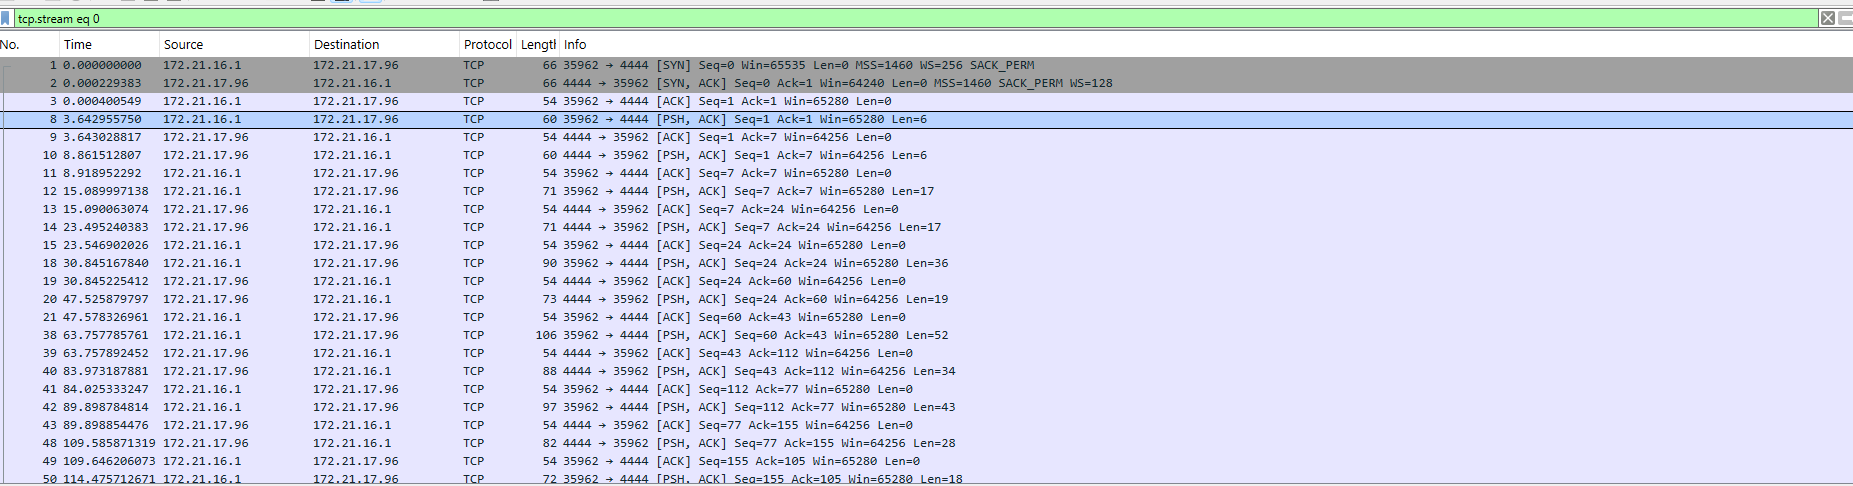 tcp.stream eq 0
No. Time Source Destination Protocol Length Info
1 0.000000000 172.21.16.1 172.21.17.96 TCP 66 35962 → 4444 [SYN] Seq=0 Win=65535 Len=0 MSS=1460 WS=256 SACK_PERM
2 0.000229383 172.21.17.96 172.21.16.1 TCP 66 4444 → 35962 [SYN, ACK] Seq=0 Ack=1 Win=64240 Len=0 MSS=1460 SACK_PERM WS=128
3 0.000400549 172.21.16.1 172.21.17.96 TCP 54 35962 → 4444 [ACK] Seq=1 Ack=1 Win=65280 Len=0
8 3.642955750 172.21.16.1 172.21.17.96 TCP 60 35962 → 4444 [PSH, ACK] Seq=1 Ack=1 Win=65280 Len=6
9 3.643028817 172.21.17.96 172.21.16.1 TCP 54 4444 → 35962 [ACK] Seq=1 Ack=7 Win=64256 Len=0
10 8.861512807 172.21.17.96 172.21.16.1 TCP 60 4444 → 35962 [PSH, ACK] Seq=1 Ack=7 Win=64256 Len=6
11 8.918952292 172.21.16.1 172.21.17.96 TCP 54 35962 → 4444 [ACK] Seq=7 Ack=7 Win=65280 Len=0
12 15.089997138 172.21.16.1 172.21.17.96 TCP 71 35962 → 4444 [PSH, ACK] Seq=7 Ack=7 Win=65280 Len=17
13 15.090063074 172.21.17.96 172.21.16.1 TCP 54 4444 → 35962 [ACK] Seq=7 Ack=24 Win=64256 Len=0
14 23.495240383 172.21.17.96 172.21.16.1 TCP 71 4444 → 35962 [PSH, ACK] Seq=7 Ack=24 Win=64256 Len=17
15 23.546902026 172.21.16.1 172.21.17.96 TCP 54 35962 → 4444 [ACK] Seq=24 Ack=24 Win=65280 Len=0
18 30.845167840 172.21.16.1 172.21.17.96 TCP 90 35962 → 4444 [PSH, ACK] Seq=24 Ack=24 Win=65280 Len=36
19 30.845225412 172.21.17.96 172.21.16.1 TCP 54 4444 → 35962 [ACK] Seq=24 Ack=60 Win=64256 Len=0
20 47.525879797 172.21.17.96 172.21.16.1 TCP 73 4444 → 35962 [PSH, ACK] Seq=24 Ack=60 Win=64256 Len=19
21 47.578326961 172.21.16.1 172.21.17.96 TCP 54 35962 → 4444 [ACK] Seq=60 Ack=43 Win=65280 Len=0
38 63.757785761 172.21.16.1 172.21.17.96 TCP 106 35962 → 4444 [PSH, ACK] Seq=60 Ack=43 Win=65280 Len=52
39 63.757892452 172.21.17.96 172.21.16.1 TCP 54 4444 → 35962 [ACK] Seq=43 Ack=112 Win=64256 Len=0
40 83.973187881 172.21.17.96 172.21.16.1 TCP 88 4444 → 35962 [PSH, ACK] Seq=43 Ack=112 Win=64256 Len=34
41 84.025333247 172.21.16.1 172.21.17.96 TCP 54 35962 → 4444 [ACK] Seq=112 Ack=77 Win=65280 Len=0
42 89.898784814 172.21.16.1 172.21.17.96 TCP 97 35962 → 4444 [PSH, ACK] Seq=112 Ack=77 Win=65280 Len=43
43 89.898854476 172.21.17.96 172.21.16.1 TCP 54 4444 → 35962 [ACK] Seq=77 Ack=155 Win=64256 Len=0
48 109.585871319 172.21.17.96 172.21.16.1 TCP 82 4444 → 35962 [PSH, ACK] Seq=77 Ack=155 Win=64256 Len=28
49 109.646206073 172.21.16.1 172.21.17.96 TCP 54 35962 → 4444 [ACK] Seq=155 Ack=105 Win=65280 Len=0
50 114.475712671 172.21.16.1 172.21.17.96 TCP 72 35962 → 4444 [PSH, ACK] Seq=155 Ack=105 Win=65280 Len=18